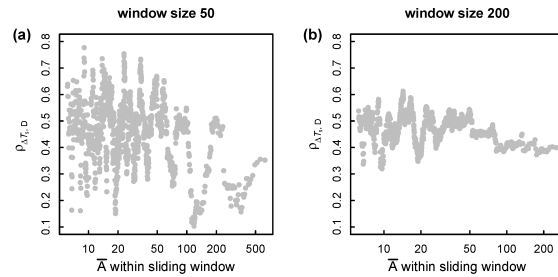 window size 50
(a)
0.1 0.2 0.3 0.4 0.5 0.6 0.7 0.8
ρΔTs, D
10 20 50 100 200 500
A̅ within sliding window
window size 200
(b)
0.1 0.2 0.3 0.4 0.5 0.6 0.7 0.8
ρΔTs, D
10 20 50 100 200
A̅ within sliding window